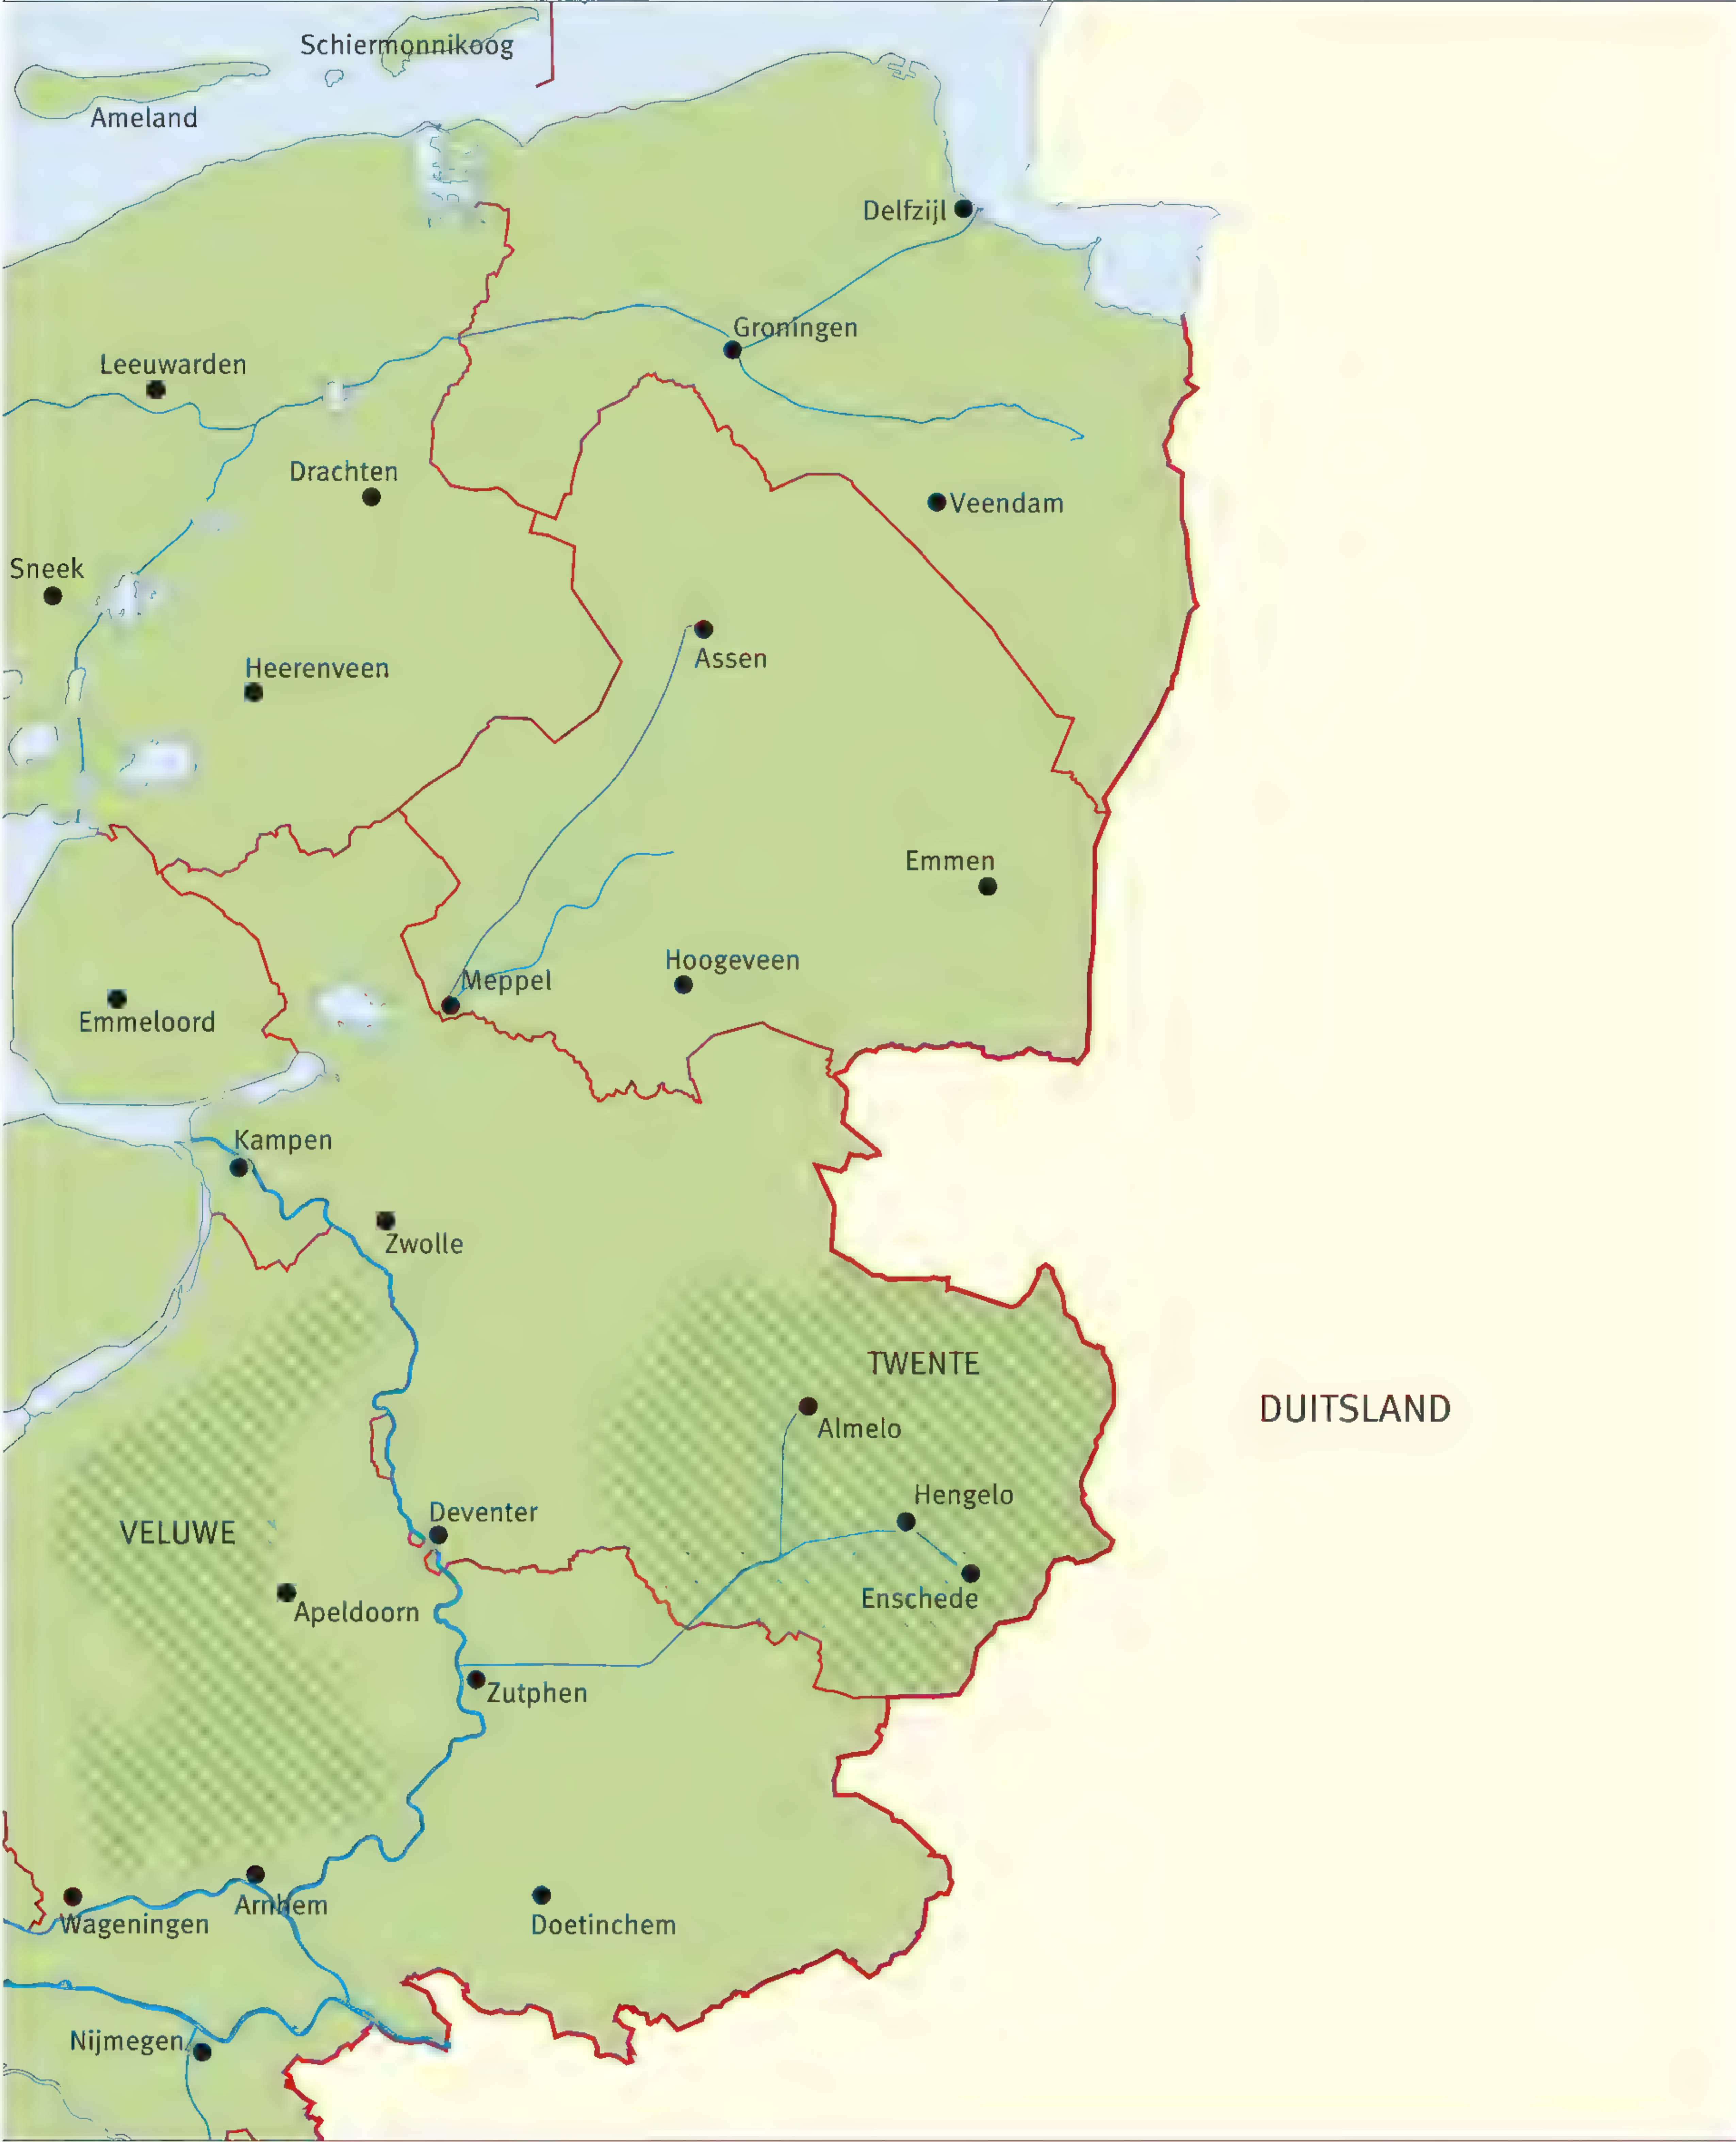 Schiermonnikoog
Ameland
Delfzijl
Groningen
Leeuwarden
Drachten
Veendam
Sneek
Assen
Heerenveen
Emmen
Hoogeveen
Meppel
Emmeloord
Kampen
Zwolle
TWENTE
DUITSLAND
Almelo
Hengelo
Deventer
VELUWE
Enschede
Apeldoorn
Zutphen
Arnhem
Wageningen
Doetinchem
Nijmegen